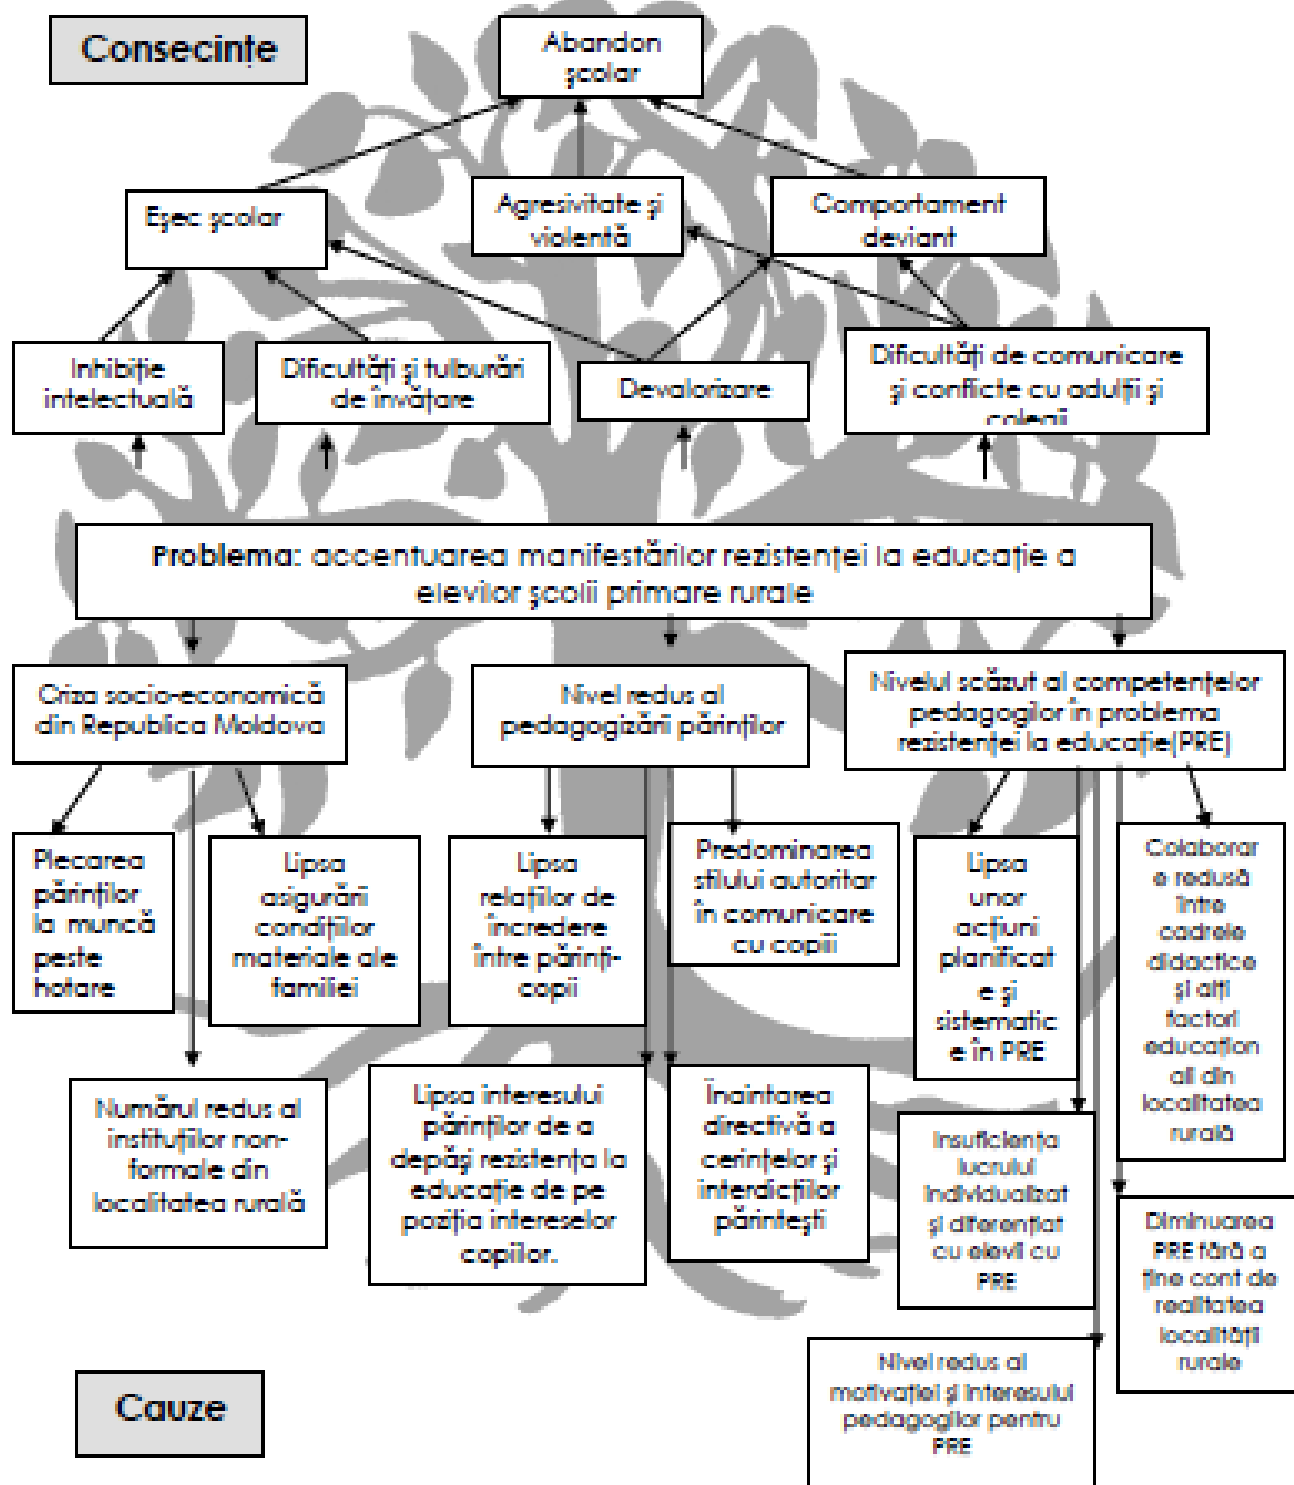 Consecințe
Abandon
școlar
Eșec școlar
Agresivitate și
violentă
Comportament
deviant
Inhibiție
intelectuală
Dificultăți și tulburări
de învățare
Devalorizare
Dificultăți de comunicare
și conflicte cu adulții și
colegii
Problema: accentuarea manifestărilor rezistenței la educație a
elevilor școlii primare rurale
Criza socio-economică
din Republica Moldova
Nivel redus al
pedagogizării părinților
Nivelul scăzut al competențelor
pedagogilor în problema
rezistenței la educație(PRE)
Plecarea
părinților
la muncă
peste
hotare
Lipsa
asigurări
condițiilor
materiale ale
familiei
Lipsa
relațiilor de
încredere
între părinți-
copii
Predominarea
stilului autoritar
în comunicare
cu copiii
Lipsa
unor
acțiuni
planificat
e și
sistematic
e în PRE
Colaborar
e redusă
între
cadrele
didactice
și alți
factori
education
ali din
localitatea
rurală
Numărul redus al
instituțiilor non-
formale din
localitatea rurală
Lipsa interesului
părinților de a
depăși rezistența la
educație de pe
poziția intereselor
copiilor.
Înaintarea
directivă a
cerințelor și
interdicțiilor
părintești
Insuficiența
lucrului
individualizat
și diferențiat
cu elevii cu
PRE
Diminuarea
PRE fără a
ține cont de
realitatea
localității
rurale
Nivel redus al
motivației și interesului
pedagogilor pentru
PRE
Cauze